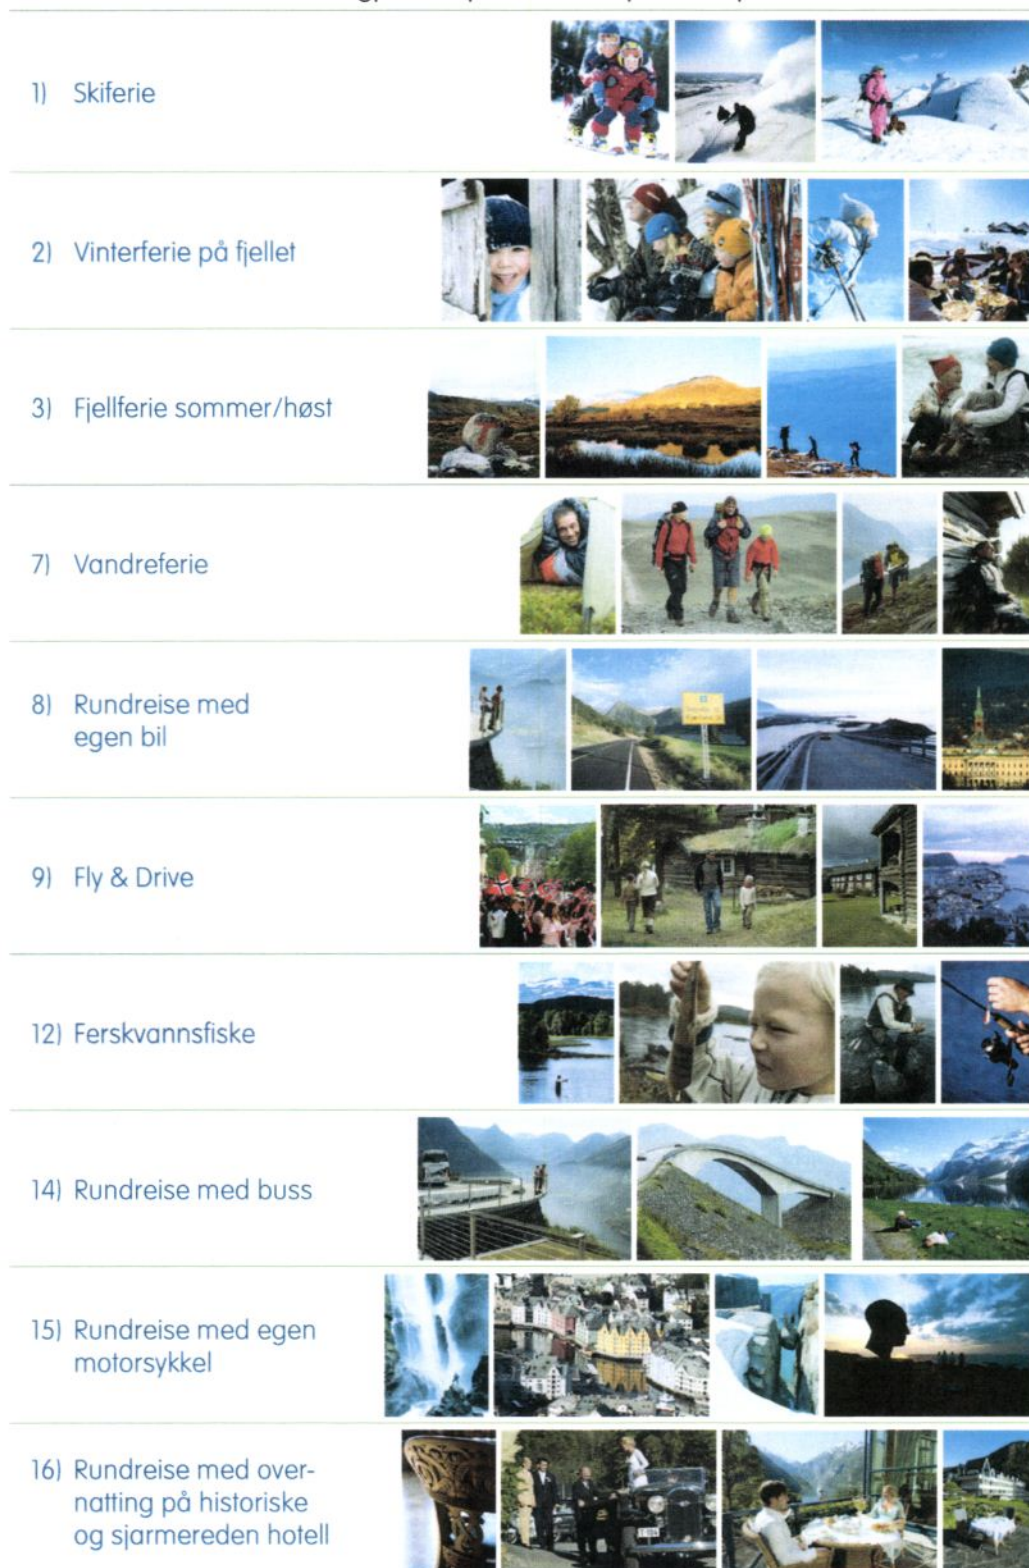 1) Skiferie
2) Vinterferie på fjellet
3) Fjellferie sommer/høst
7) Vandreferie
8) Rundreise med
egen bil
9) Fly & Drive
12) Ferskvannsfiske
14) Rundreise med buss
15) Rundreise med egen
motorsykkel
16) Rundreise med over-
natting på historiske
og sjarmereden hotell